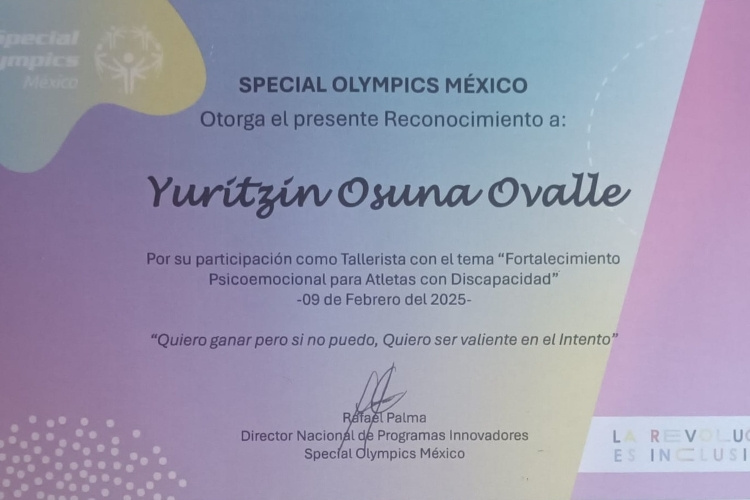 Special
Olympics
México
SPECIAL OLYMPICS MÉXICO
Otorga el presente Reconocimiento a:
Yuritzin Osuna Ovalle
Por su participación como Tallerista con el tema “Fortalecimiento
Psicoemocional para Atletas con Discapacidad”
-09 de Febrero del 2025-
“Quiero ganar pero si no puedo, Quiero ser valiente en el Intento”
Rafael Palma
Director Nacional de Programas Innovadores
Special Olympics México
LA REVOLUC
ES INCLUSI